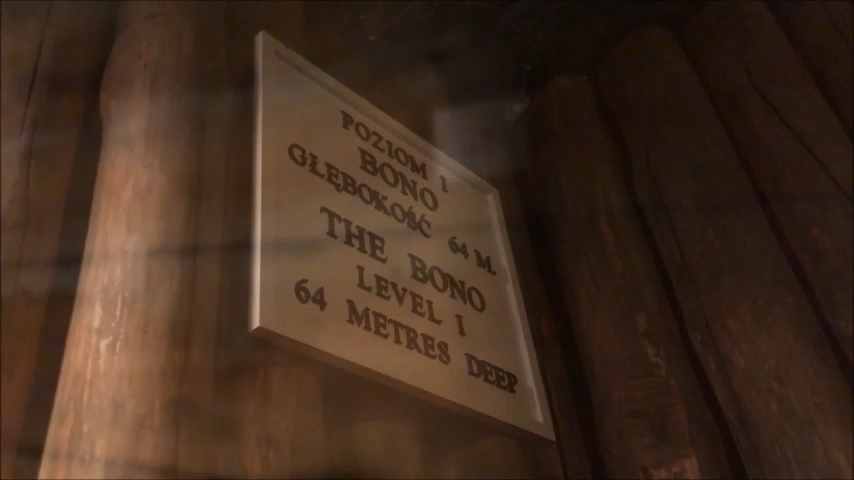 POZIOM I
BONO
GŁĘBOKOŚĆ 64 M.
THE BONO
LEVEL I
64 METRES DEEP